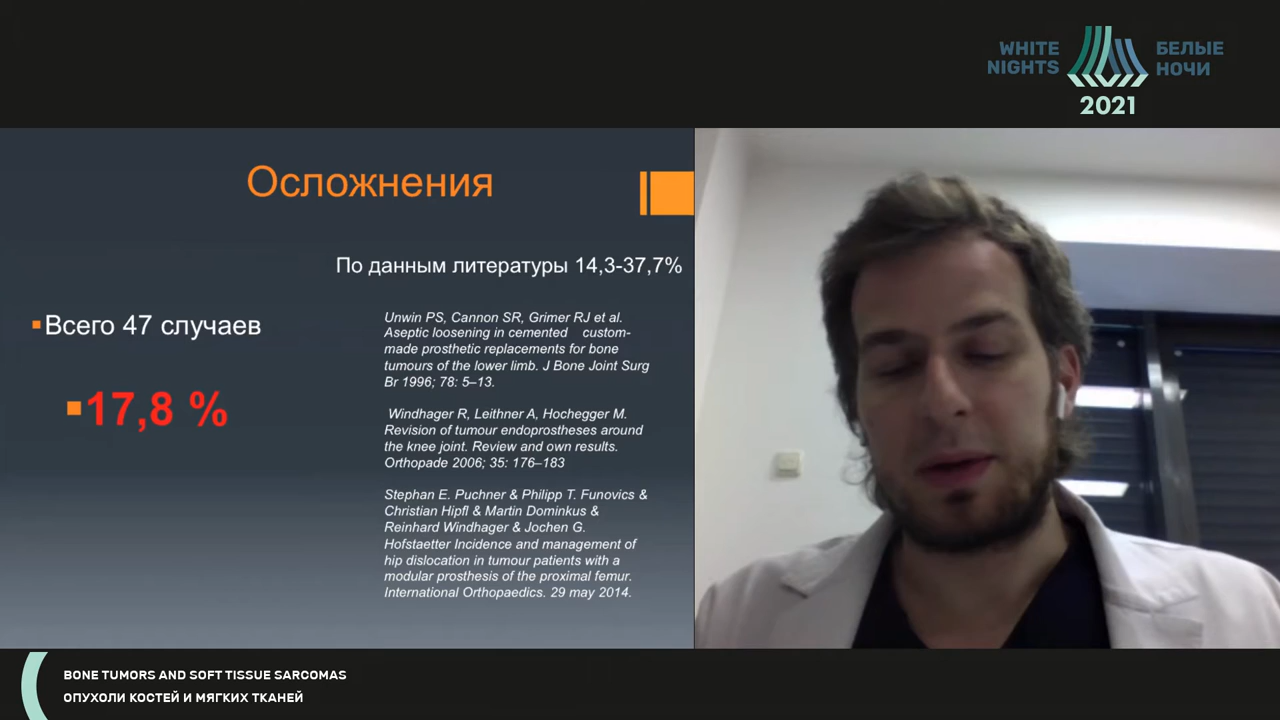 WHITE
NIGHTS
БЕЛЫЕ
НОЧИ
2021
Осложнения
По данным литературы 14,3-37,7%
Всего 47 случаев
17,8 %
Unwin PS, Cannon SR, Grimer RJ et al.
Aseptic loosening in cemented custom-
made prosthetic replacements for bone
tumours of the lower limb. J Bone Joint Surg
Br 1996; 78: 5–13.
Windhager R, Leithner A, Hochegger M.
Revision of tumour endoprostheses around
the knee joint. Review and own results.
Orthopade 2006; 35: 176–183
Stephan E. Puchner & Philipp T. Funovics &
Christian Hipfl & Martin Dominkus &
Reinhard Windhager & Jochen G.
Hofstaetter Incidence and management of
hip dislocation in tumour patients with a
modular prosthesis of the proximal femur.
International Orthopaedics. 29 may 2014.
BONE TUMORS AND SOFT TISSUE SARCOMAS
ОПУХОЛИ КОСТЕЙ И МЯГКИХ ТКАНЕЙ